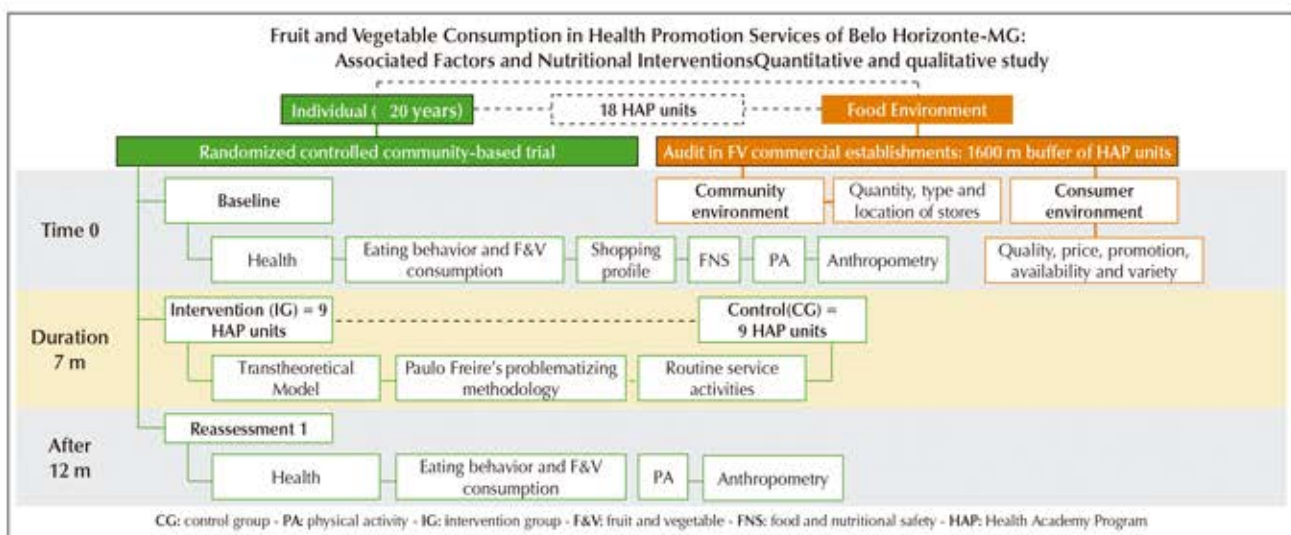 Fruit and Vegetable Consumption in Health Promotion Services of Belo Horizonte-MG:
Associated Factors and Nutritional InterventionsQuantitative and qualitative study
Individual ( 20 years)
18 HAP units
Food Environment
Randomized controlled community-based trial
Audit in FV commercial establishments: 1600 m buffer of HAP units
Time 0
Baseline
Community
environment
Quantity, type and
location of stores
Consumer
environment
Health
Eating behavior and F&V
consumption
Shopping
profile
FNS
PA
Anthropometry
Quality, price, promotion,
availability and variety
Duration
7 m
Intervention (IG) = 9
HAP units
Control(CG) =
9 HAP units
Transtheoretical
Model
Paulo Freire's problematizing
methodology
Routine service
activities
After
12 m
Reassessment 1
Health
Eating behavior and F&V
consumption
PA
Anthropometry
CG: control group - PA: physical activity - IG: intervention group - F&V: fruit and vegetable - FNS: food and nutritional safety - HAP: Health Academy Program